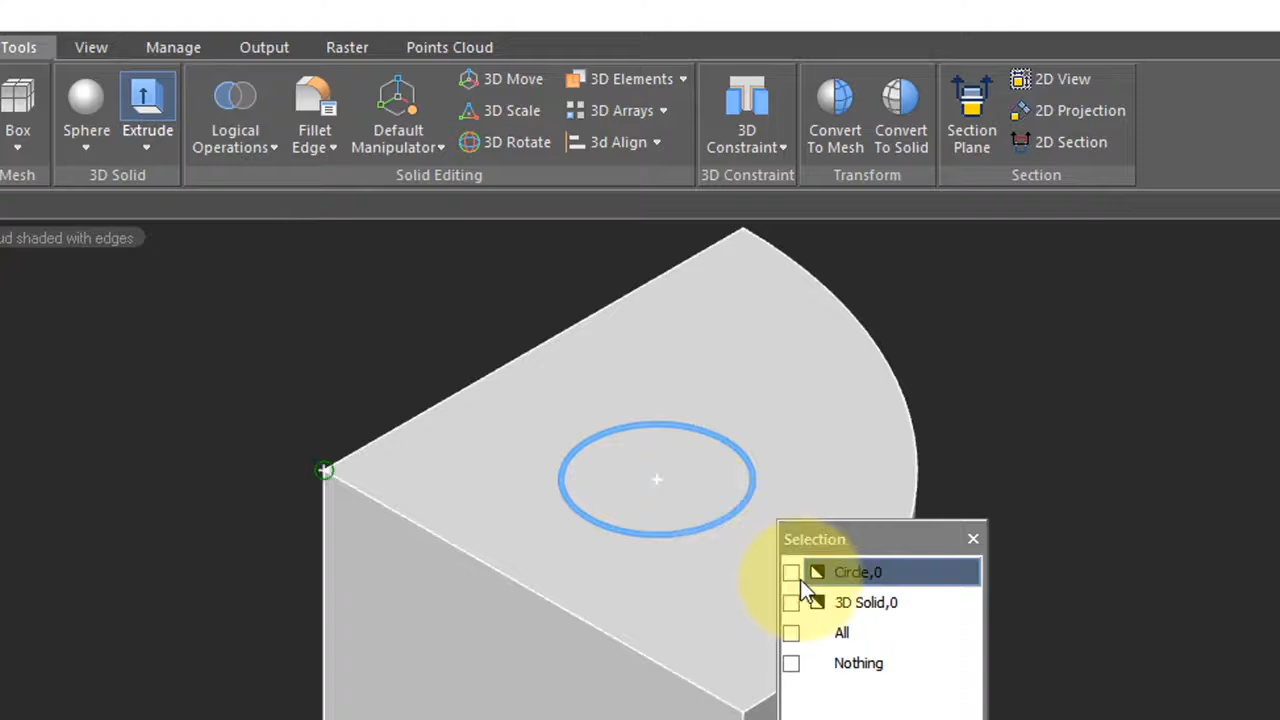 Tools View Manage Output Raster Points Cloud
3D Move 3D Elements 2D View
3D Scale 3D Arrays 2D Projection
Box Sphere Extrude Logical Operations Fillet Edge Default Manipulator 3D Constraint Convert To Mesh Convert To Solid Section Plane
3D Rotate 3d Align 2D Section
Mesh 3D Solid Solid Editing 3D Constraint Transform Section
ud shaded with edges
Selection
Circle,0
3D Solid,0
All
Nothing